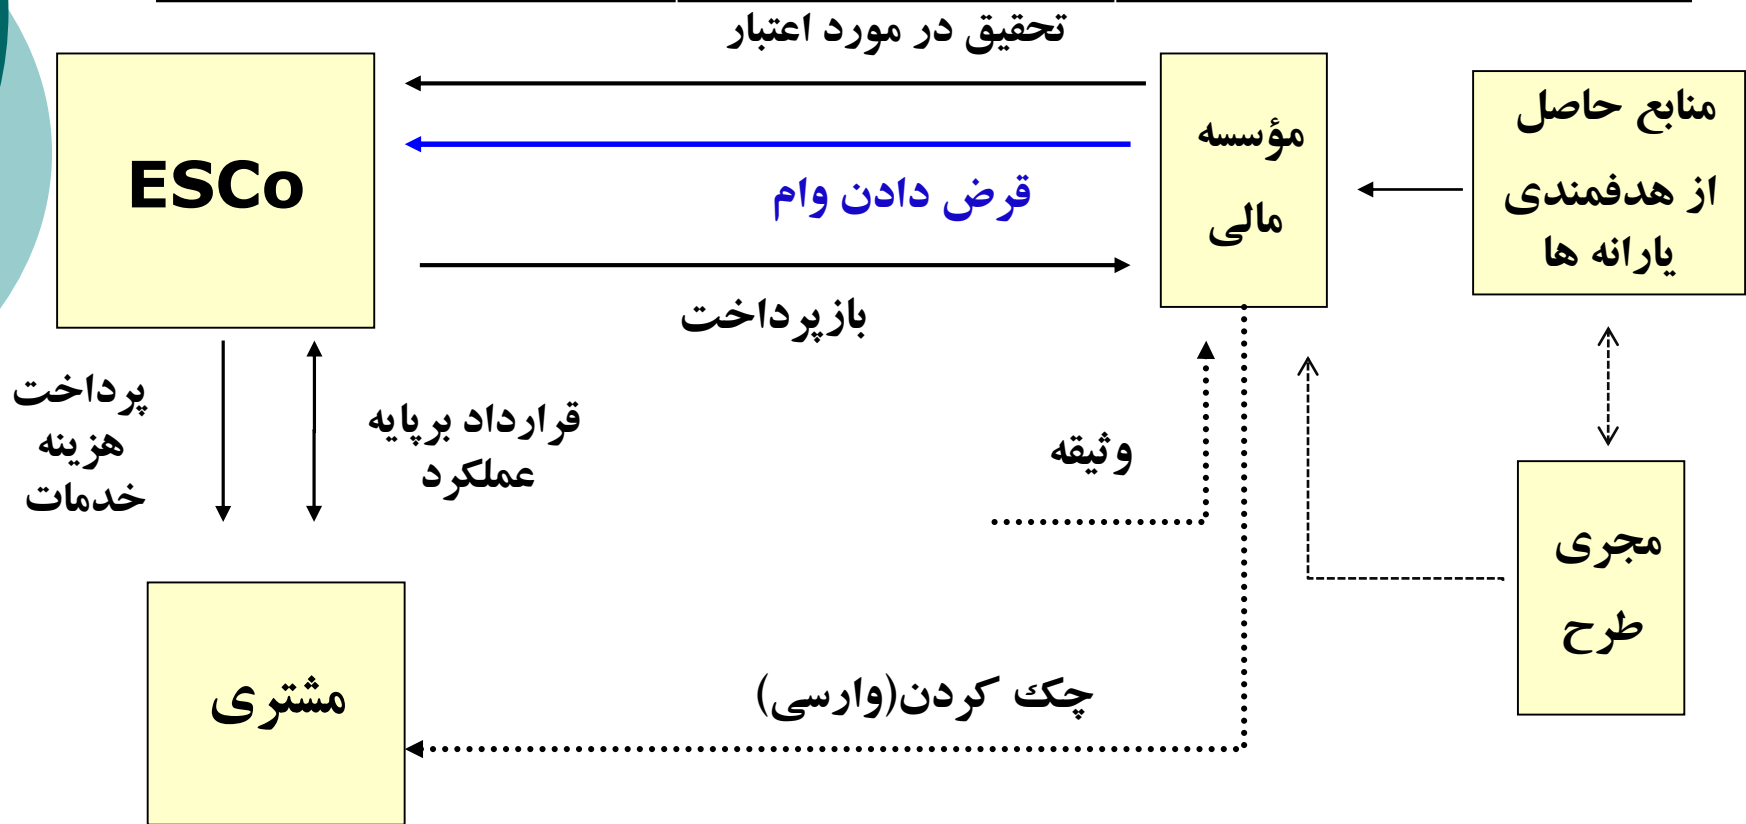 تحقیق در مورد اعتبار
منابع حاصل
از هدفمندی
یارانه ها
مؤسسه
مالی
ESCo
قرض دادن وام
بازپرداخت
پرداخت
هزینه
خدمات
قرارداد برپایه
عملکرد
وثیقه
مجری
طرح
چک کردن(وارسی)
مشتری